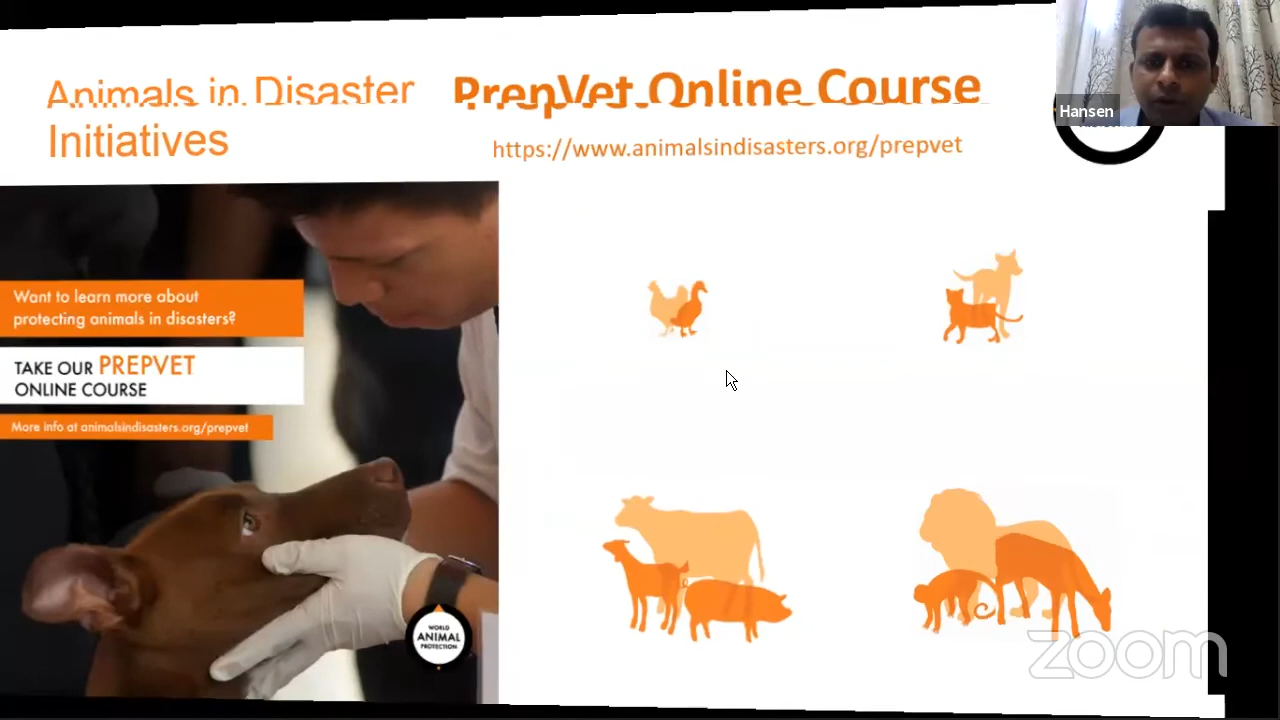 Animals in Disaster
Initiatives
PrepVet Online Course
https://www.animalsindisasters.org/prepvet
Hansen
Want to learn more about
protecting animals in disasters?
TAKE OUR PREPVET
ONLINE COURSE
More info at animalsindisasters.org/prepvet
WORLD
ANIMAL
PROTECTION
zoom